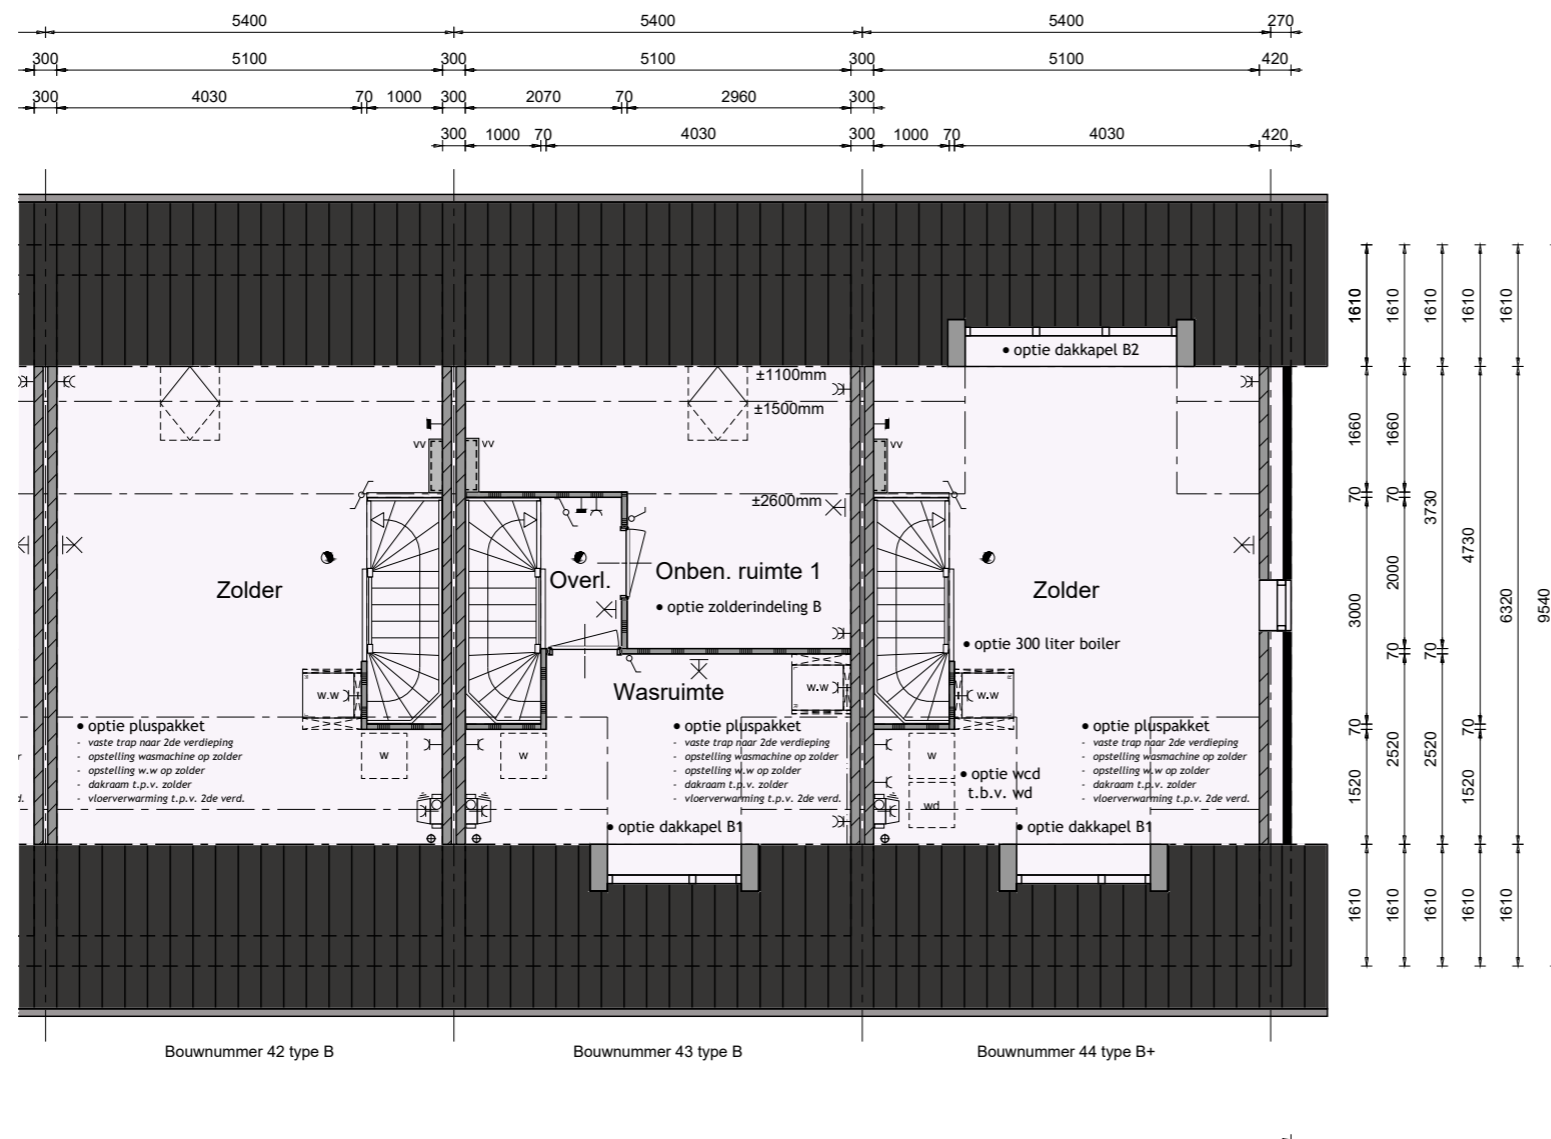 5400 5400 5400 270
300 5100 300 5100 300 5100 420
300 4030 70 1000 300 2070 70 2960 300
300 1000 70 4030 300 1000 70 4030 420
• optie dakkapel B2
±1100mm
±1500mm
vv vv vv
±2600mm
Zolder
Overl.
Onben. ruimte 1
• optie zolderindeling B
Zolder
• optie 300 liter boiler
Wasruimte
w.w w.w w.w
• optie pluspakket
- vaste trap naar 2de verdieping
- opstelling wasmachine op zolder
- opstelling w.w op zolder
- dakraam t.p.v. zolder
- vloerverwarming t.p.v. 2de verd.
• optie pluspakket
- vaste trap naar 2de verdieping
- opstelling wasmachine op zolder
- opstelling w.w op zolder
- dakraam t.p.v. zolder
- vloerverwarming t.p.v. 2de verd.
• optie pluspakket
- vaste trap naar 2de verdieping
- opstelling wasmachine op zolder
- opstelling w.w op zolder
- dakraam t.p.v. zolder
- vloerverwarming t.p.v. 2de verd.
r
d.
w w w
• optie wcd
t.b.v. wd
wd
• optie dakkapel B1
• optie dakkapel B1
1610 1660 70 3000 70 1520 1610
1610 1660 70 2000 70 2520 1610
1610 3730 70 2520 1610
1610 4730 70 1520 1610
1610 6320 1610
9540
Bouwnummer 42 type B
Bouwnummer 43 type B
Bouwnummer 44 type B+